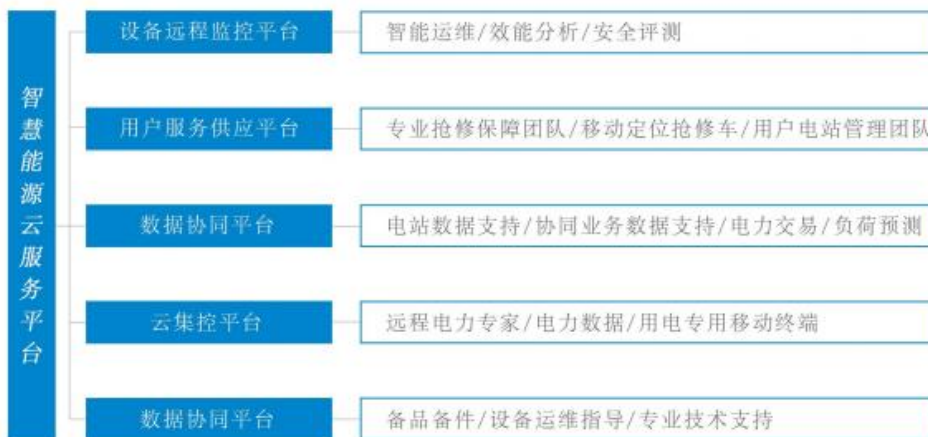 智慧能源云服务平台
设备远程监控平台
智能运维/效能分析/安全评测
用户服务供应平台
专业抢修保障团队/移动定位抢修车/用户电站管理团队
数据协同平台
电站数据支持/协同业务数据支持/电力交易/负荷预测
云集控平台
远程电力专家/电力数据/用电专用移动终端
数据协同平台
备品备件/设备运维指导/专业技术支持